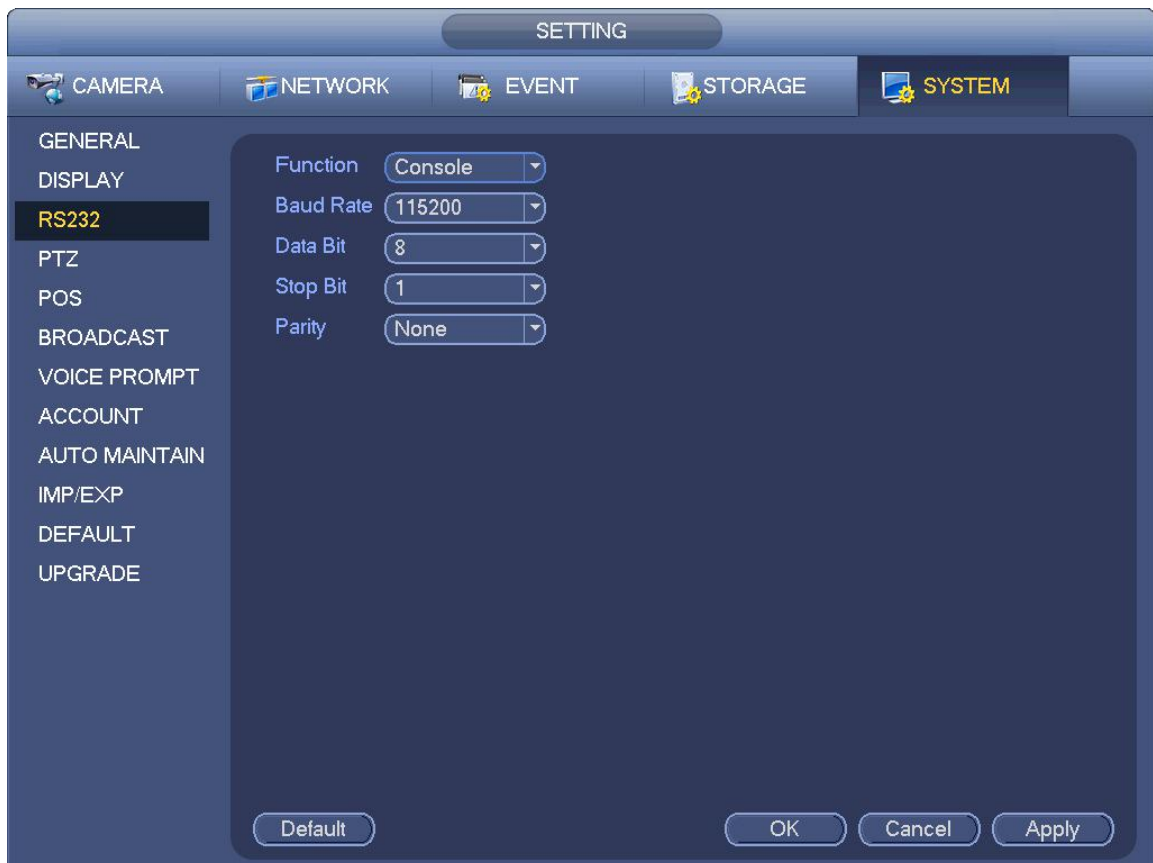 SETTING
CAMERA NETWORK EVENT STORAGE SYSTEM
GENERAL
DISPLAY
RS232
PTZ
POS
BROADCAST
VOICE PROMPT
ACCOUNT
AUTO MAINTAIN
IMP/EXP
DEFAULT
UPGRADE
Function Console
Baud Rate 115200
Data Bit 8
Stop Bit 1
Parity None
Default OK Cancel Apply